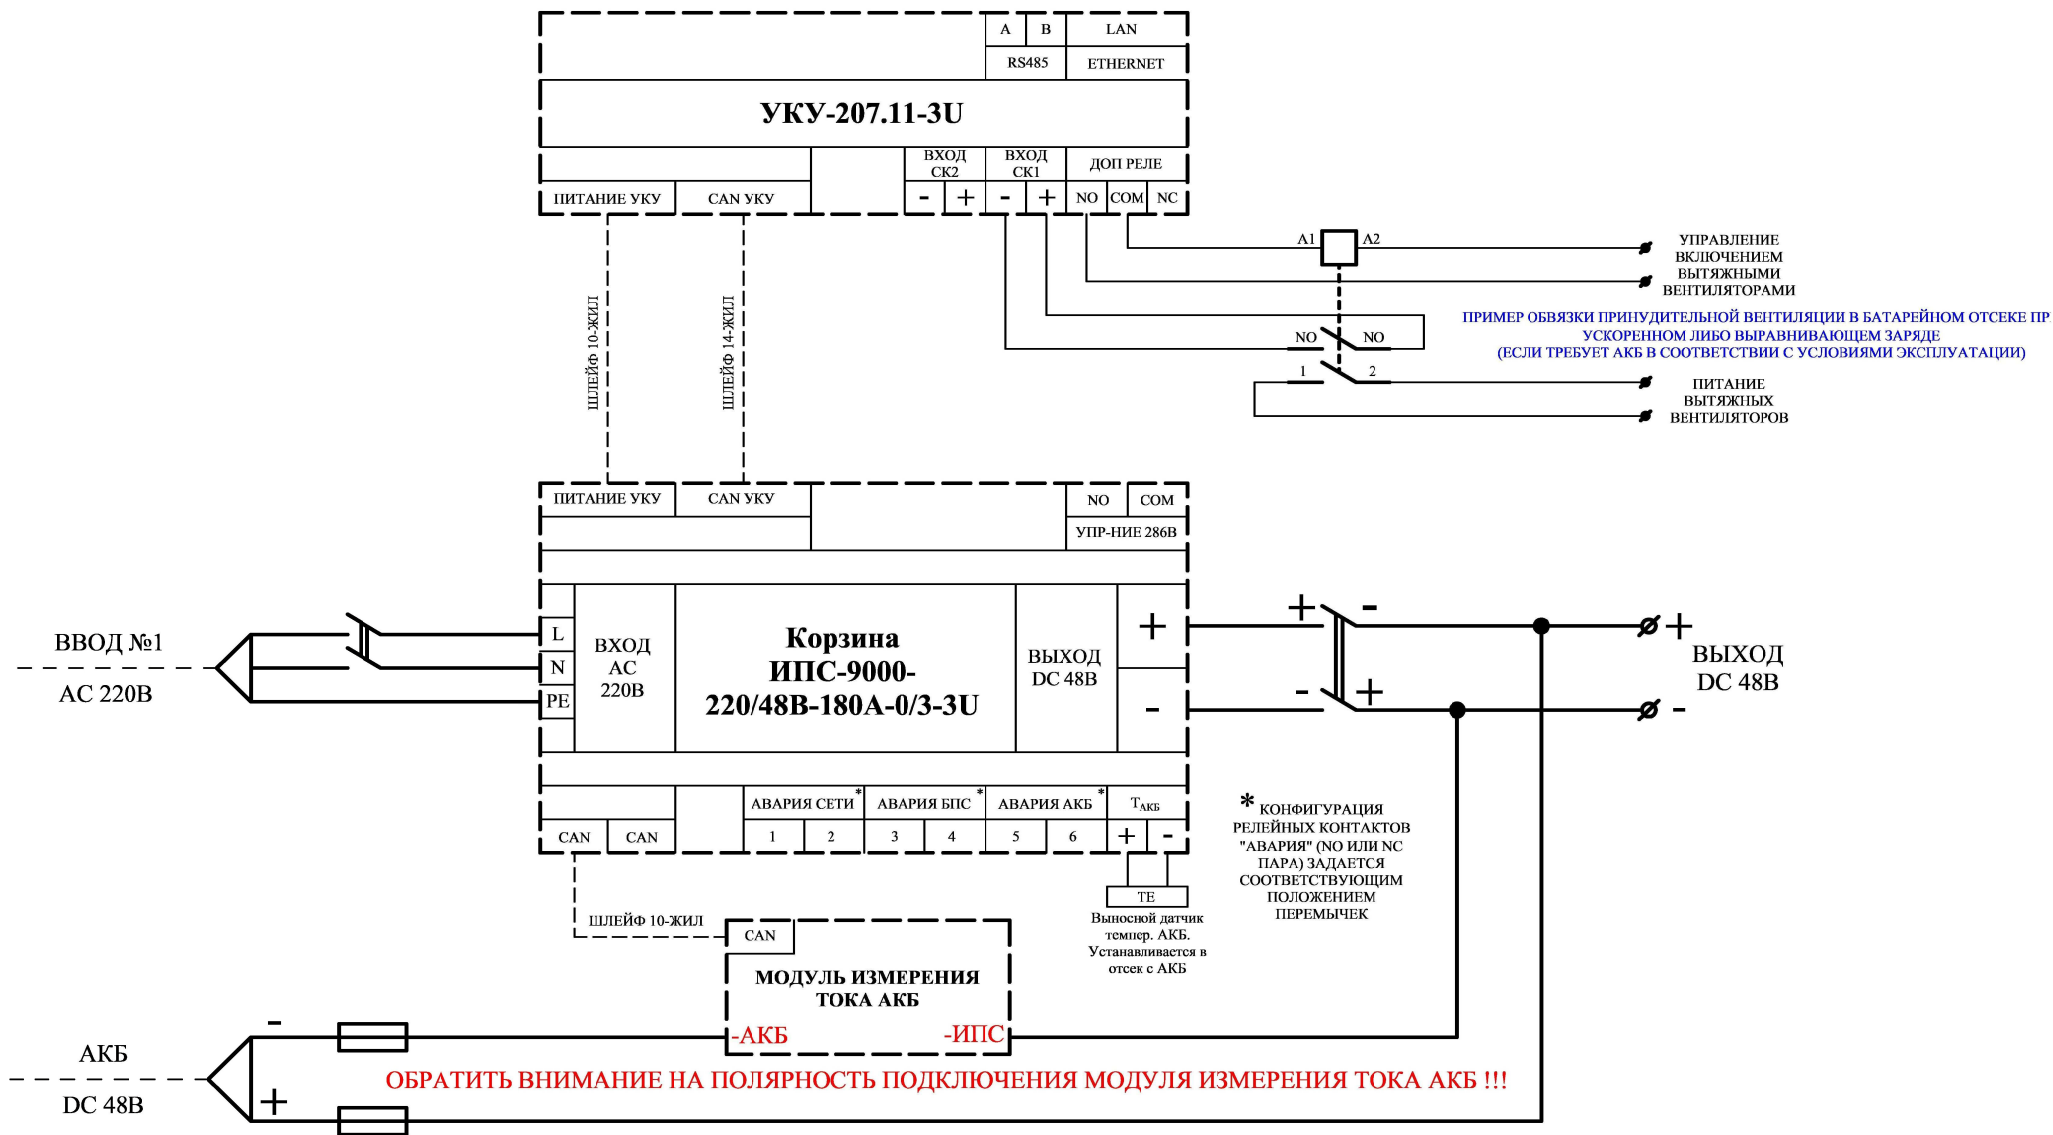 A B LAN
RS485 ETHERNET
УКУ-207.11-3U
ВХОД СК2 ВХОД СК1 ДОП РЕЛЕ
ПИТАНИЕ УКУ CAN УКУ - + - + NO COM NC
A1 A2
УПРАВЛЕНИЕ
ВКЛЮЧЕНИЕМ
ВЫТЯЖНЫМИ
ВЕНТИЛЯТОРАМИ
ШЛЕЙФ 10-ЖИЛ
ШЛЕЙФ 14-ЖИЛ
ПРИМЕР ОБВЯЗКИ ПРИНУДИТЕЛЬНОЙ ВЕНТИЛЯЦИИ В БАТАРЕЙНОМ ОТСЕКЕ ПР
УСКОРЕННОМ ЛИБО ВЫРАВНИВАЮЩЕМ ЗАРЯДЕ
(ЕСЛИ ТРЕБУЕТ АКБ В СООТВЕТСТВИИ С УСЛОВИЯМИ ЭКСПЛУАТАЦИИ)
NO NO
1 2
ПИТАНИЕ
ВЫТЯЖНЫХ
ВЕНТИЛЯТОРОВ
ПИТАНИЕ УКУ CAN УКУ NO COM
УПР-НИЕ 286В
ВВОД №1
АС 220В
L
N
PE
ВХОД
АС
220В
Корзина
ИПС-9000-
220/48В-180А-0/3-3U
ВЫХОД
DC 48В
+
-
+ -
- +
+
-
ВЫХОД
DC 48В
АВАРИЯ СЕТИ* АВАРИЯ БПС* АВАРИЯ АКБ* TАКБ
CAN CAN 1 2 3 4 5 6 + -
* КОНФИГУРАЦИЯ
РЕЛЕЙНЫХ КОНТАКТОВ
"АВАРИЯ" (NO ИЛИ NC
ПАРА) ЗАДАЕТСЯ
СООТВЕТСТВУЮЩИМ
ПОЛОЖЕНИЕМ
ПЕРЕМЫЧЕК
TE
Выносной датчик
темпер. АКБ.
Устанавливается в
отсек с АКБ
ШЛЕЙФ 10-ЖИЛ
CAN
МОДУЛЬ ИЗМЕРЕНИЯ
ТОКА АКБ
-АКБ -ИПС
АКБ
DC 48В
-
+
ОБРАТИТЬ ВНИМАНИЕ НА ПОЛЯРНОСТЬ ПОДКЛЮЧЕНИЯ МОДУЛЯ ИЗМЕРЕНИЯ ТОКА АКБ !!!